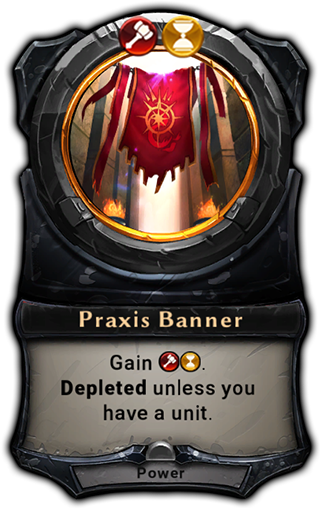 Praxis Banner
Gain .
Depleted unless you
have a unit.
Power